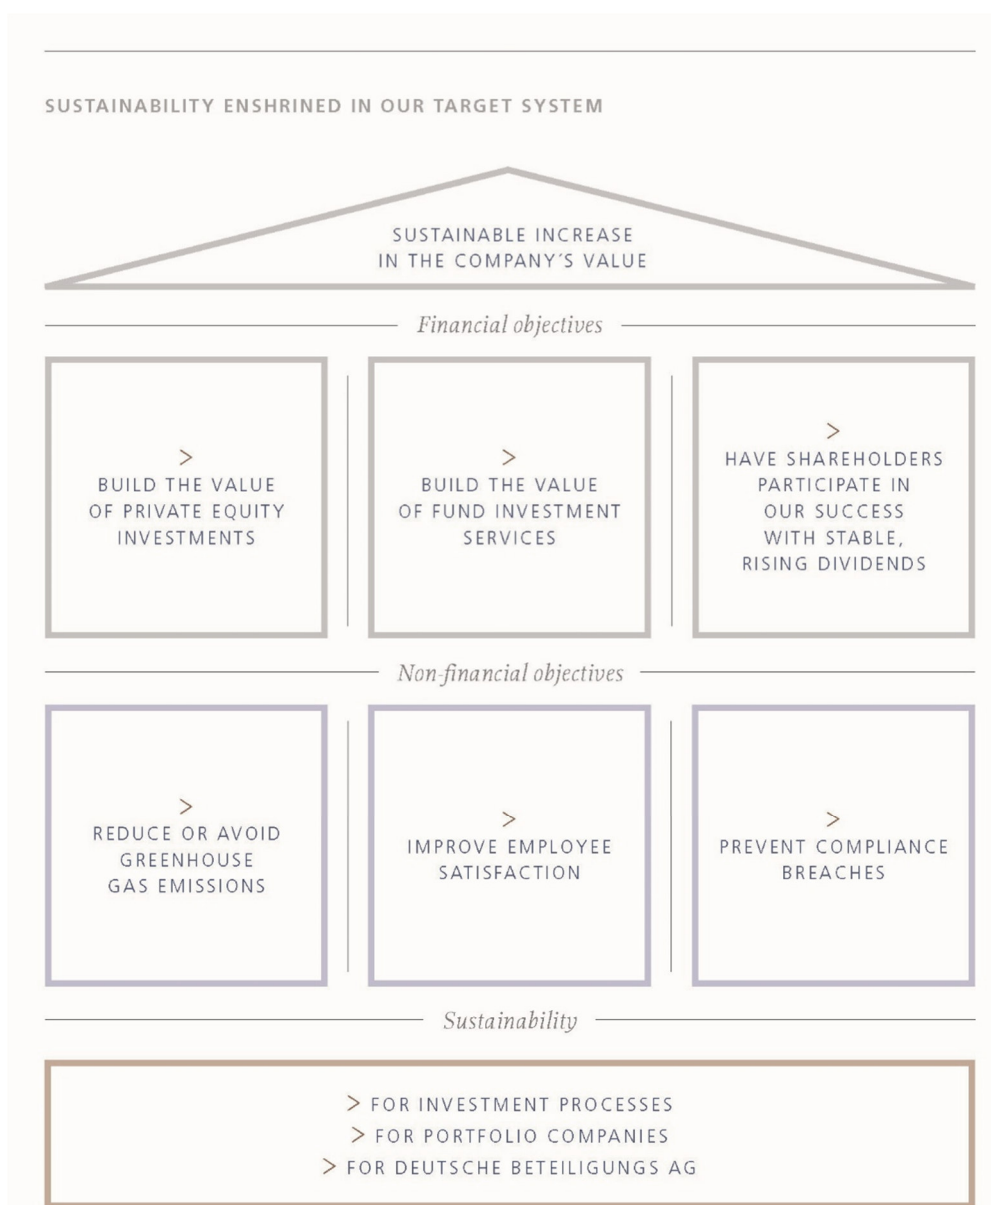 SUSTAINABILITY ENSHRINED IN OUR TARGET SYSTEM
SUSTAINABLE INCREASE
IN THE COMPANY´S VALUE
Financial objectives
>
BUILD THE VALUE
OF PRIVATE EQUITY
INVESTMENTS
>
BUILD THE VALUE
OF FUND INVESTMENT
SERVICES
>
HAVE SHAREHOLDERS
PARTICIPATE IN
OUR SUCCESS
WITH STABLE,
RISING DIVIDENDS
Non-financial objectives
>
REDUCE OR AVOID
GREENHOUSE
GAS EMISSIONS
>
IMPROVE EMPLOYEE
SATISFACTION
>
PREVENT COMPLIANCE
BREACHES
Sustainability
> FOR INVESTMENT PROCESSES
> FOR PORTFOLIO COMPANIES
> FOR DEUTSCHE BETEILIGUNGS AG